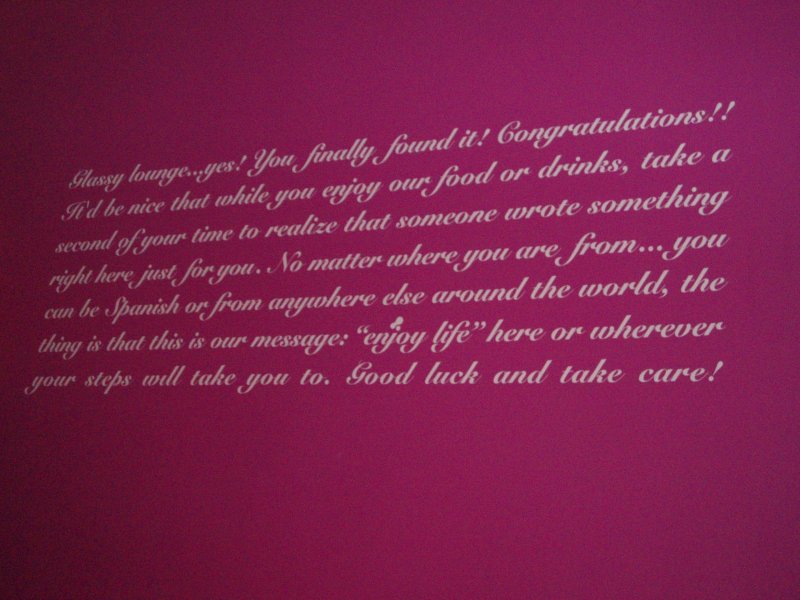 Glassy lounge...yes! You finally found it! Congratulations!!
It'd be nice that while you enjoy our food or drinks, take a
second of your time to realize that someone wrote something
right here just for you. No matter where you are from... you
can be Spanish or from anywhere else around the world, the
thing is that this is our message: “enjoy life” here or wherever
your steps will take you to. Good luck and take care!